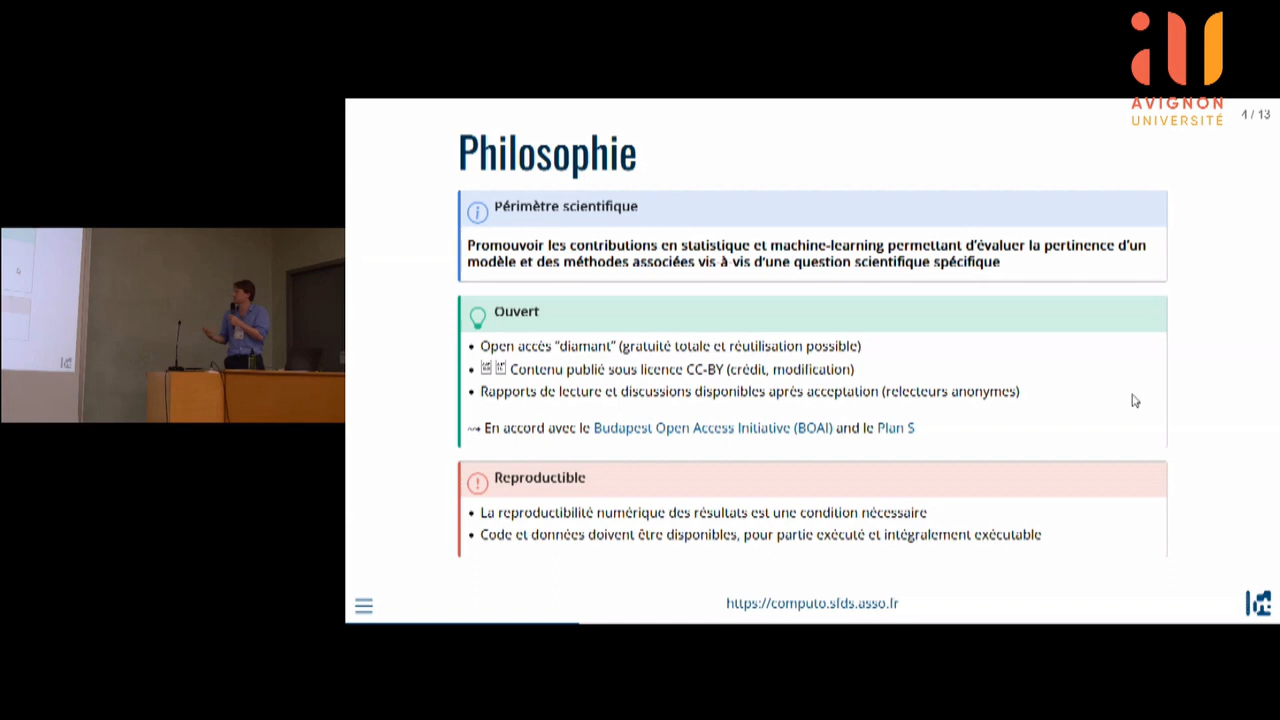 AVIGNON
UNIVERSITÉ
4 / 13
Philosophie
Périmètre scientifique
Promouvoir les contributions en statistique et machine-learning permettant d'évaluer la pertinence d'un
modèle et des méthodes associées vis-à-vis d'une question scientifique spécifique
Ouvert
• Open accès "diamant" (gratuité totale et réutilisation possible)
• Contenu publié sous licence CC-BY (crédit, modification)
• Rapports de lecture et discussions disponibles après acceptation (relecteurs anonymes)
⇝ En accord avec le Budapest Open Access Initiative (BOAI) and le Plan S
Reproductible
• La reproductibilité numérique des résultats est une condition nécessaire
• Code et données doivent être disponibles, pour partie exécuté et intégralement exécutable
https://computo.sfds.asso.fr